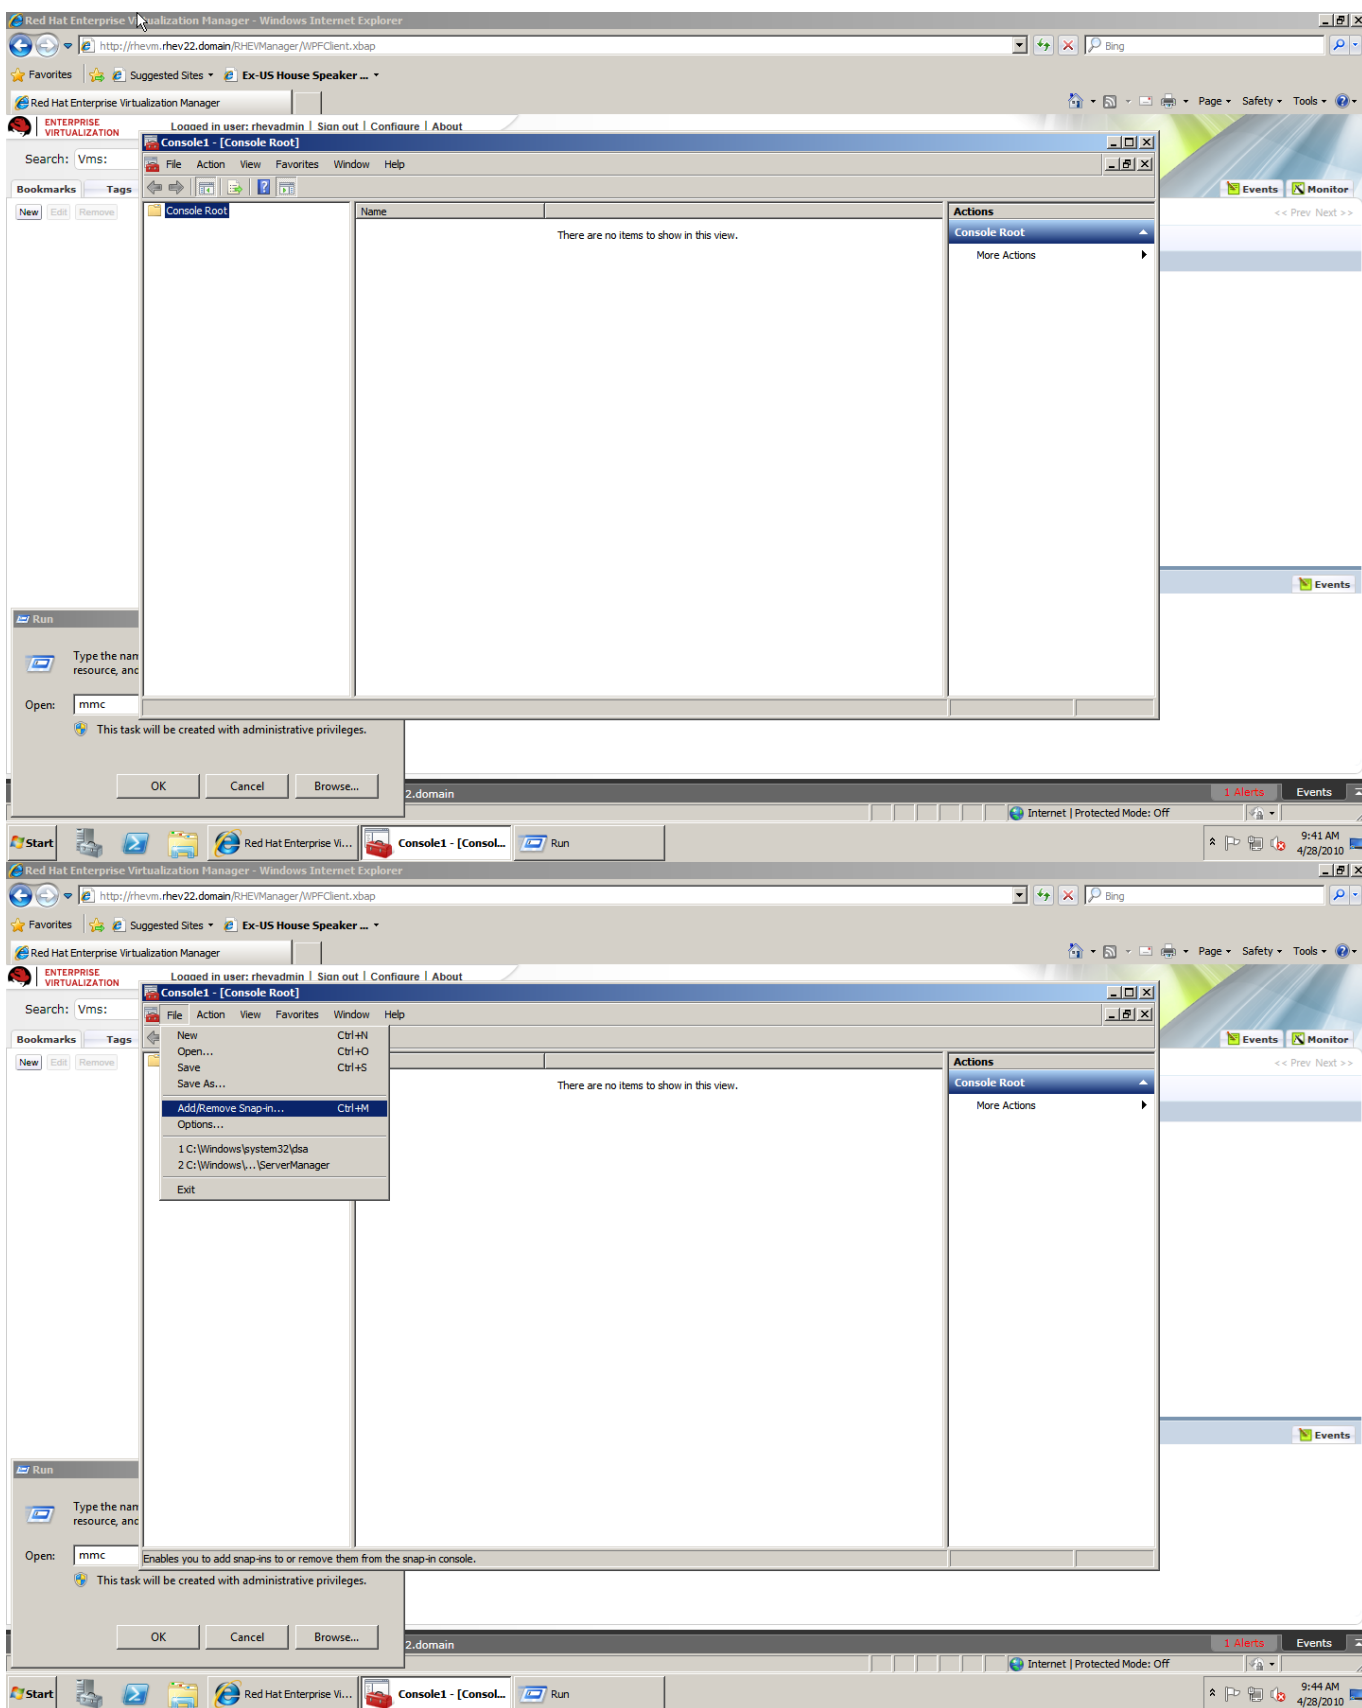 Red Hat Enterprise Virtualization Manager - Windows Internet Explorer
http://rhevm.rhev22.domain/RHEVManager/WPFClient.xbap
Bing
Favorites Suggested Sites Ex-US House Speaker ...
Red Hat Enterprise Virtualization Manager
Page Safety Tools
ENTERPRISE
VIRTUALIZATION
Logged in user: rhevadmin | Sign out | Configure | About
Console1 - [Console Root]
Search: Vms:
File Action View Favorites Window Help
Bookmarks Tags
Events Monitor
New Edit Remove
Console Root
Name
Actions
<< Prev Next >>
There are no items to show in this view.
Console Root
More Actions
Events
Run
Type the nam
resource, and
Open: mmc
This task will be created with administrative privileges.
OK Cancel Browse...
2.domain
1 Alerts Events
Internet | Protected Mode: Off
Start
Red Hat Enterprise Vi...
Console1 - [Consol...
Run
9:41 AM
4/28/2010
Red Hat Enterprise Virtualization Manager - Windows Internet Explorer
http://rhevm.rhev22.domain/RHEVManager/WPFClient.xbap
Bing
Favorites Suggested Sites Ex-US House Speaker ...
Red Hat Enterprise Virtualization Manager
Page Safety Tools
ENTERPRISE
VIRTUALIZATION
Logged in user: rhevadmin | Sign out | Configure | About
Console1 - [Console Root]
Search: Vms:
File Action View Favorites Window Help
Bookmarks Tags
Events Monitor
New Edit Remove
New Ctrl+N
Open... Ctrl+O
Save Ctrl+S
Save As...
Add/Remove Snap-in... Ctrl+M
Options...
1 C:\Windows\system32\dsa
2 C:\Windows\...\ServerManager
Exit
Actions
<< Prev Next >>
There are no items to show in this view.
Console Root
More Actions
Events
Run
Type the nam
resource, and
Open: mmc
Enables you to add snap-ins to or remove them from the snap-in console.
This task will be created with administrative privileges.
OK Cancel Browse...
2.domain
1 Alerts Events
Internet | Protected Mode: Off
Start
Red Hat Enterprise Vi...
Console1 - [Consol...
Run
9:44 AM
4/28/2010